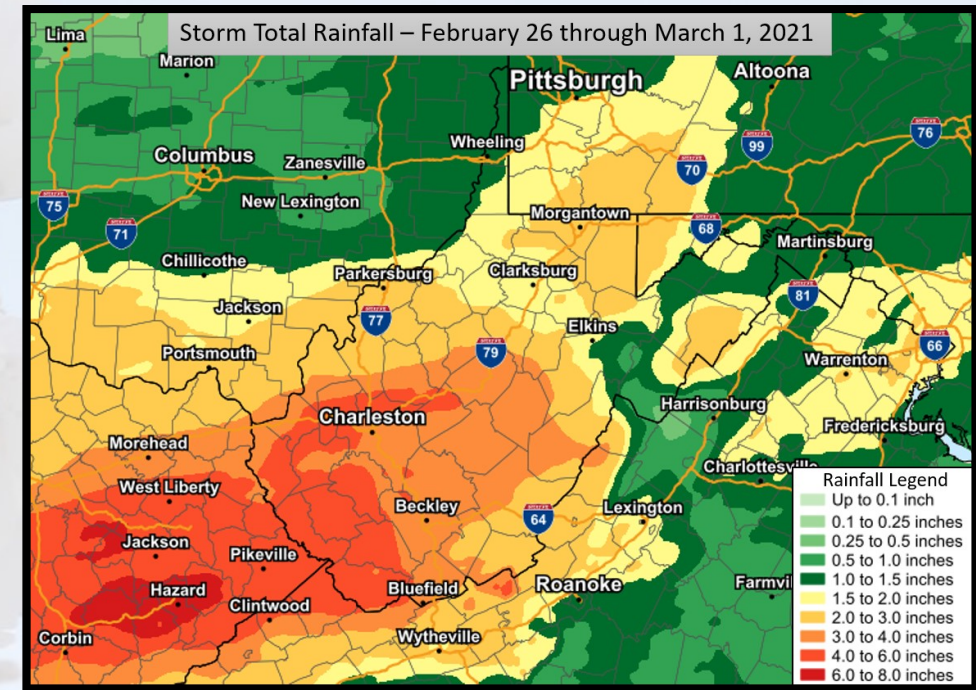 Storm Total Rainfall – February 26 through March 1, 2021
Lima
Marion
Pittsburgh
Altoona
76
99
Wheeling
Columbus
Zanesville
70
75
New Lexington
Morgantown
71
68
Martinsburg
Chillicothe
Parkersburg
Clarksburg
81
Jackson
77
Elkins
66
Portsmouth
79
Warrenton
Harrisonburg
Charleston
Fredericksburg
Morehead
Charlottesville
West Liberty
Beckley
64
Lexington
Jackson
Pikeville
Hazard
Bluefield
Roanoke
Farmvil
Clintwood
Corbin
Wytheville
Rainfall Legend
Up to 0.1 inch
0.1 to 0.25 inches
0.25 to 0.5 inches
0.5 to 1.0 inches
1.0 to 1.5 inches
1.5 to 2.0 inches
2.0 to 3.0 inches
3.0 to 4.0 inches
4.0 to 6.0 inches
6.0 to 8.0 inches